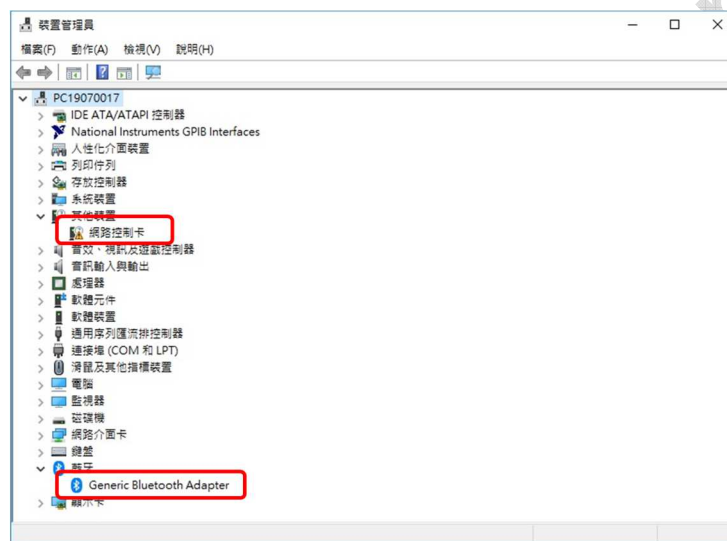 裝置管理員
檔案(F) 動作(A) 檢視(V) 說明(H)
PC19070017
IDE ATA/ATAPI 控制器
National Instruments GPIB Interfaces
人性化介面裝置
列印佇列
存放控制器
系統裝置
其他裝置
網路控制卡
音效、視訊及遊戲控制器
音訊輸入與輸出
處理器
軟體元件
軟體裝置
通用序列匯流排控制器
連接埠 (COM 和 LPT)
滑鼠及其他指標裝置
電腦
監視器
磁碟機
網路介面卡
鍵盤
藍牙
Generic Bluetooth Adapter
顯示卡